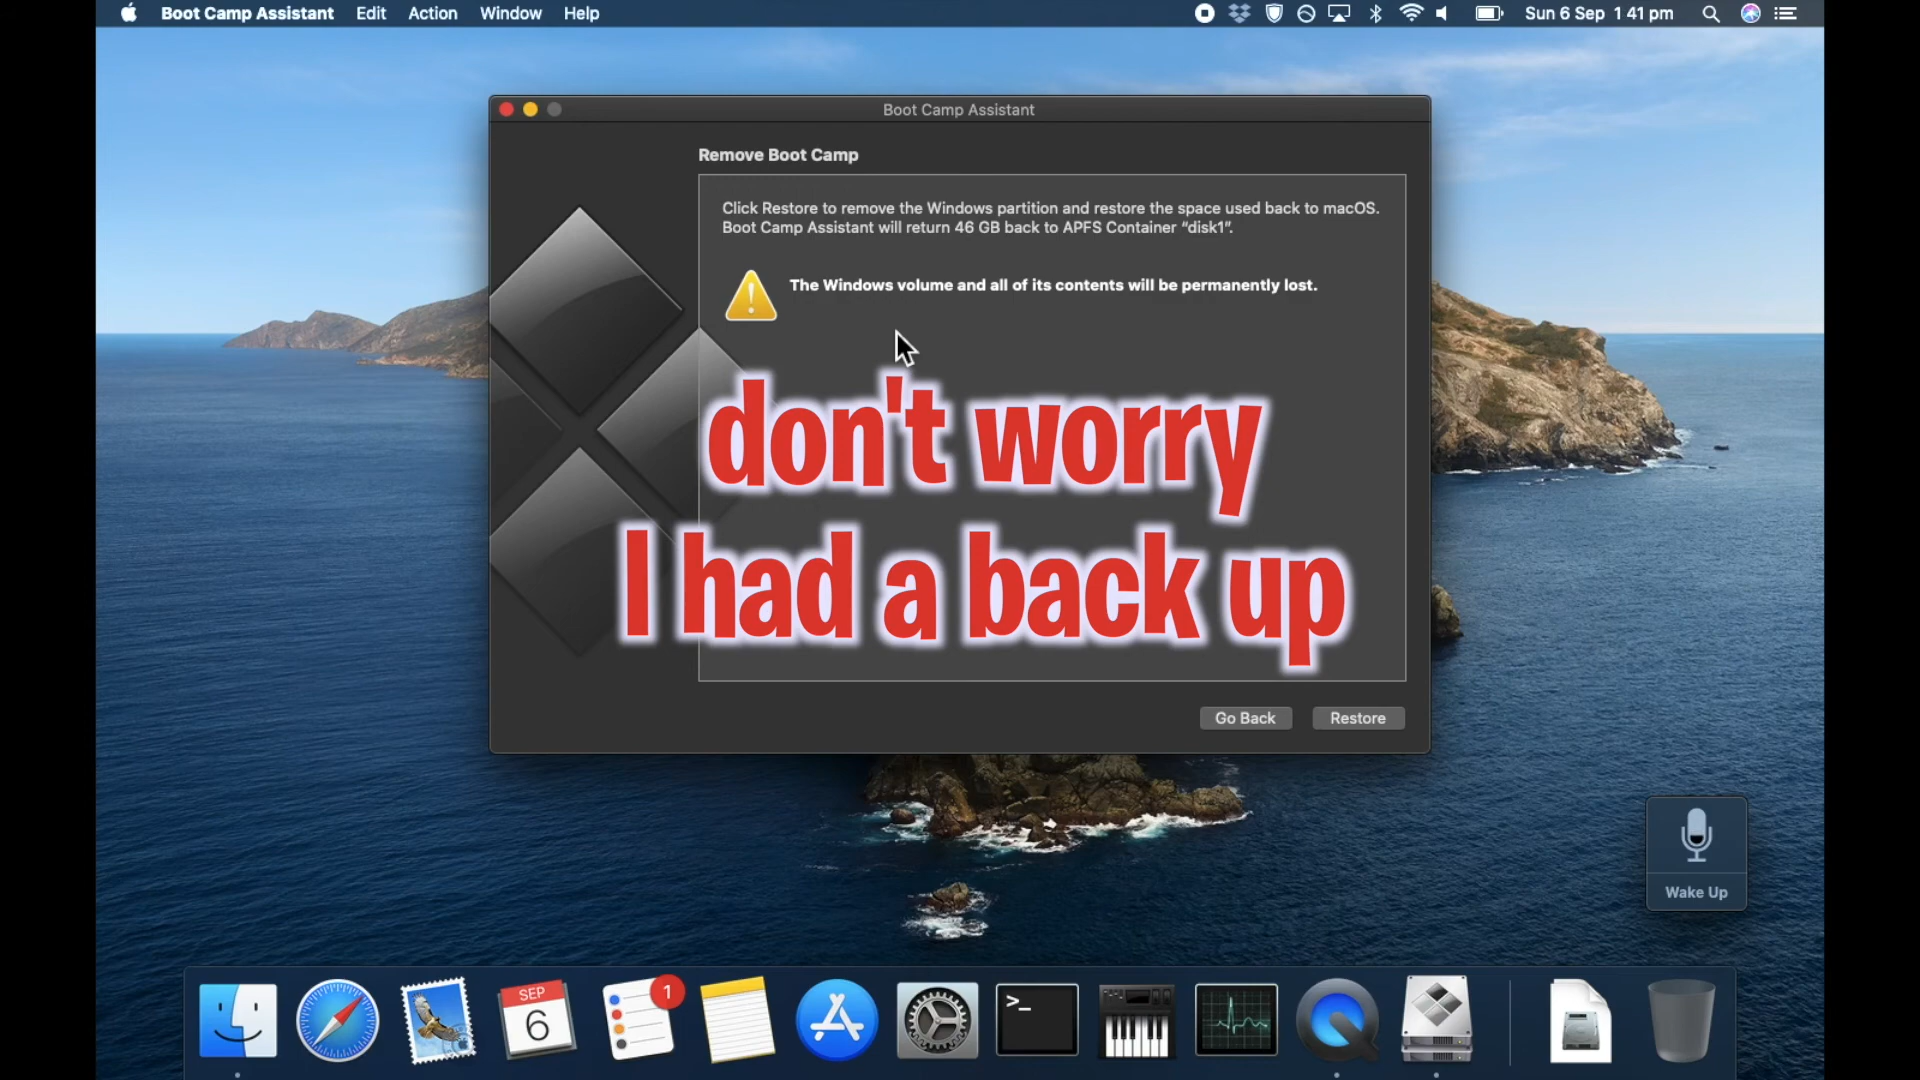 Boot Camp Assistant Edit Action Window Help Sun 6 Sep 1 41 pm
Boot Camp Assistant
Remove Boot Camp
Click Restore to remove the Windows partition and restore the space used back to macOS.
Boot Camp Assistant will return 46 GB back to APFS Container “disk1”.
The Windows volume and all of its contents will be permanently lost.
don't worry
I had a back up
Go Back Restore
Wake Up
SEP
6
1
>_